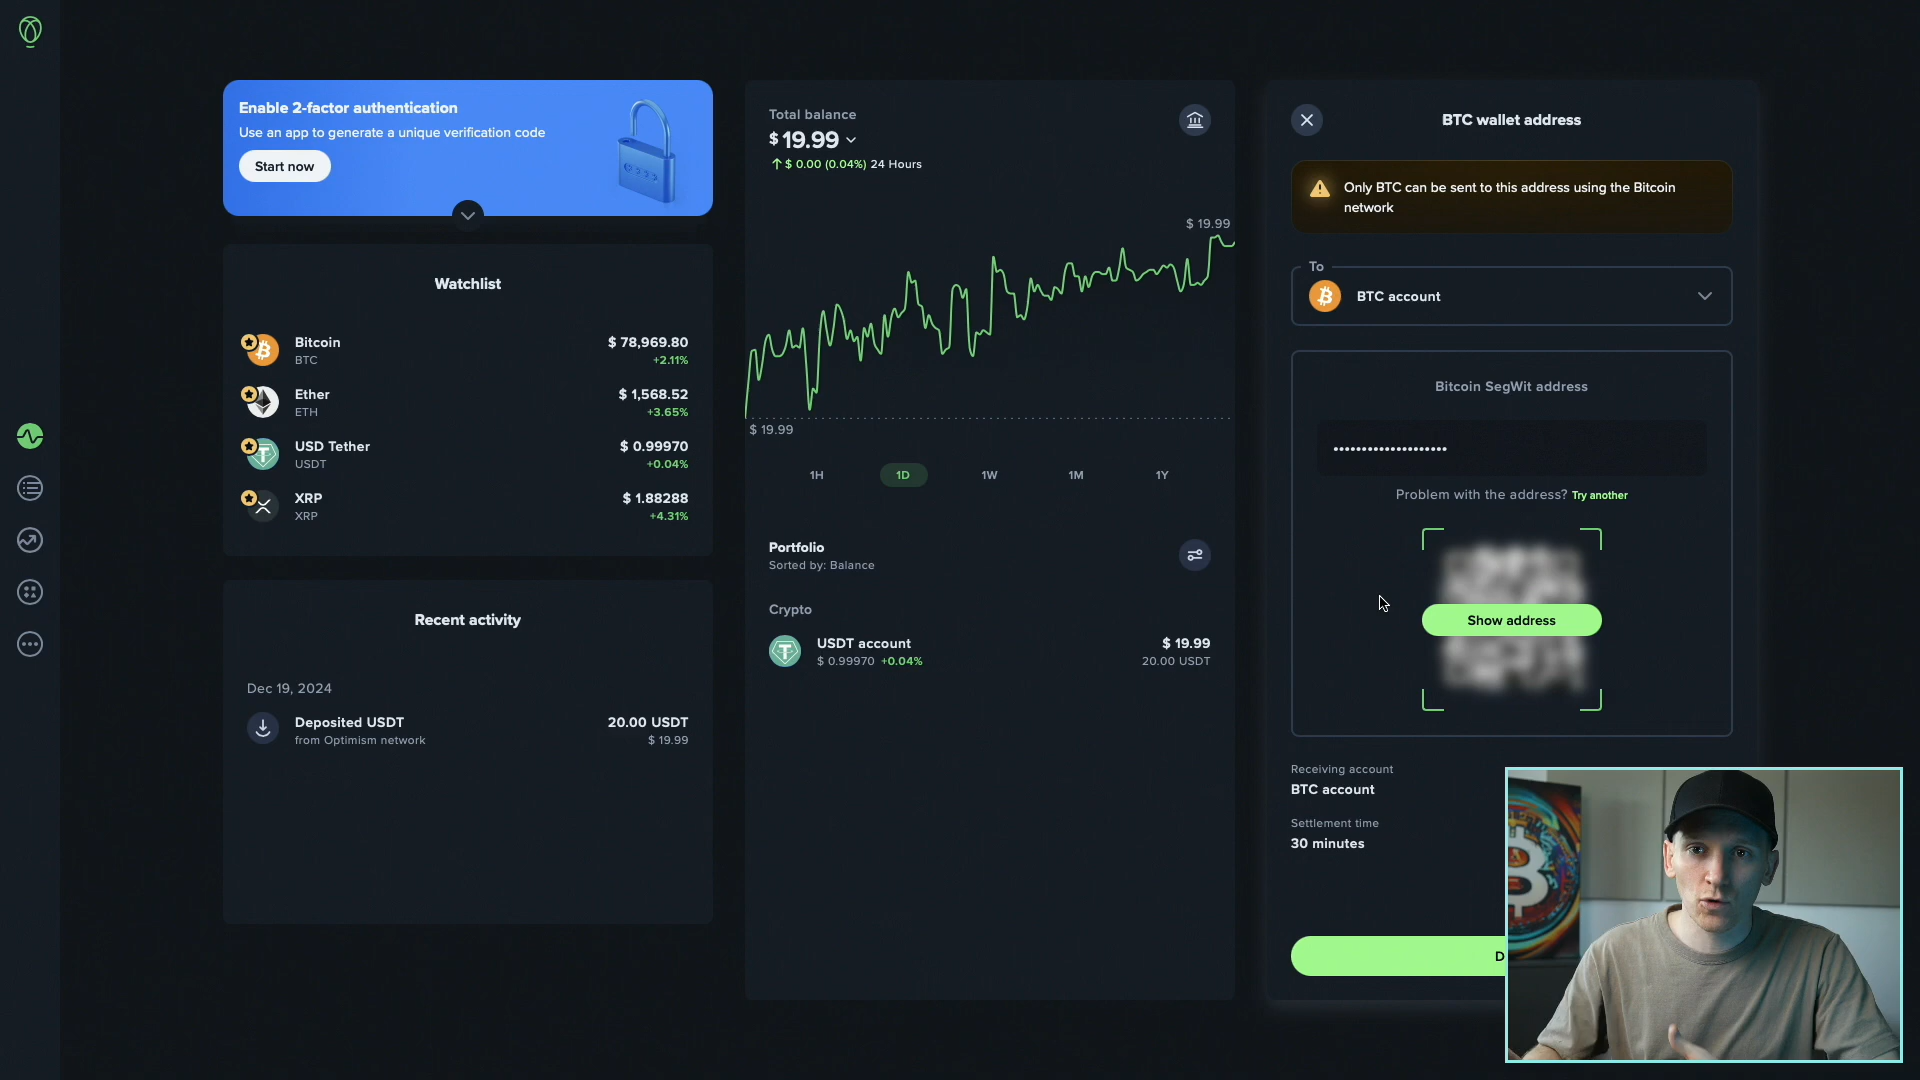 Enable 2-factor authentication
Use an app to generate a unique verification code
Start now
Watchlist
Bitcoin
BTC
$ 78,969.80
+2.11%
Ether
ETH
$ 1,568.52
+3.65%
USD Tether
USDT
$ 0.99970
+0.04%
XRP
XRP
$ 1.88288
+4.31%
Recent activity
Dec 19, 2024
Deposited USDT
from Optimism network
20.00 USDT
$ 19.99
Total balance
$ 19.99
$ 0.00 (0.04%) 24 Hours
$ 19.99
$ 19.99
1H 1D 1W 1M 1Y
Portfolio
Sorted by: Balance
Crypto
USDT account
$ 0.99970 +0.04%
$ 19.99
20.00 USDT
BTC wallet address
Only BTC can be sent to this address using the Bitcoin
network
To
BTC account
Bitcoin SegWit address
••••••••••••••••••••
Problem with the address? Try another
Show address
Receiving account
BTC account
Settlement time
30 minutes
D